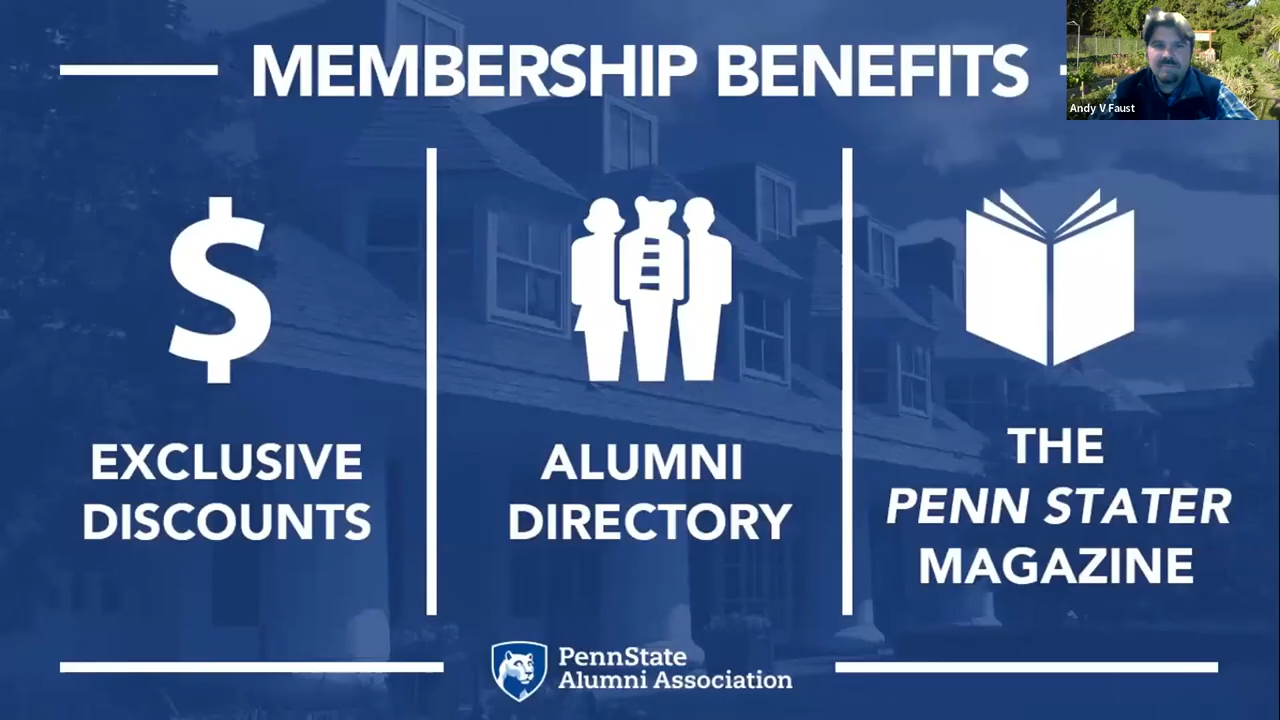 MEMBERSHIP BENEFITS
Andy V Faust
EXCLUSIVE
DISCOUNTS
ALUMNI
DIRECTORY
THE
PENN STATER
MAGAZINE
PennState
Alumni Association